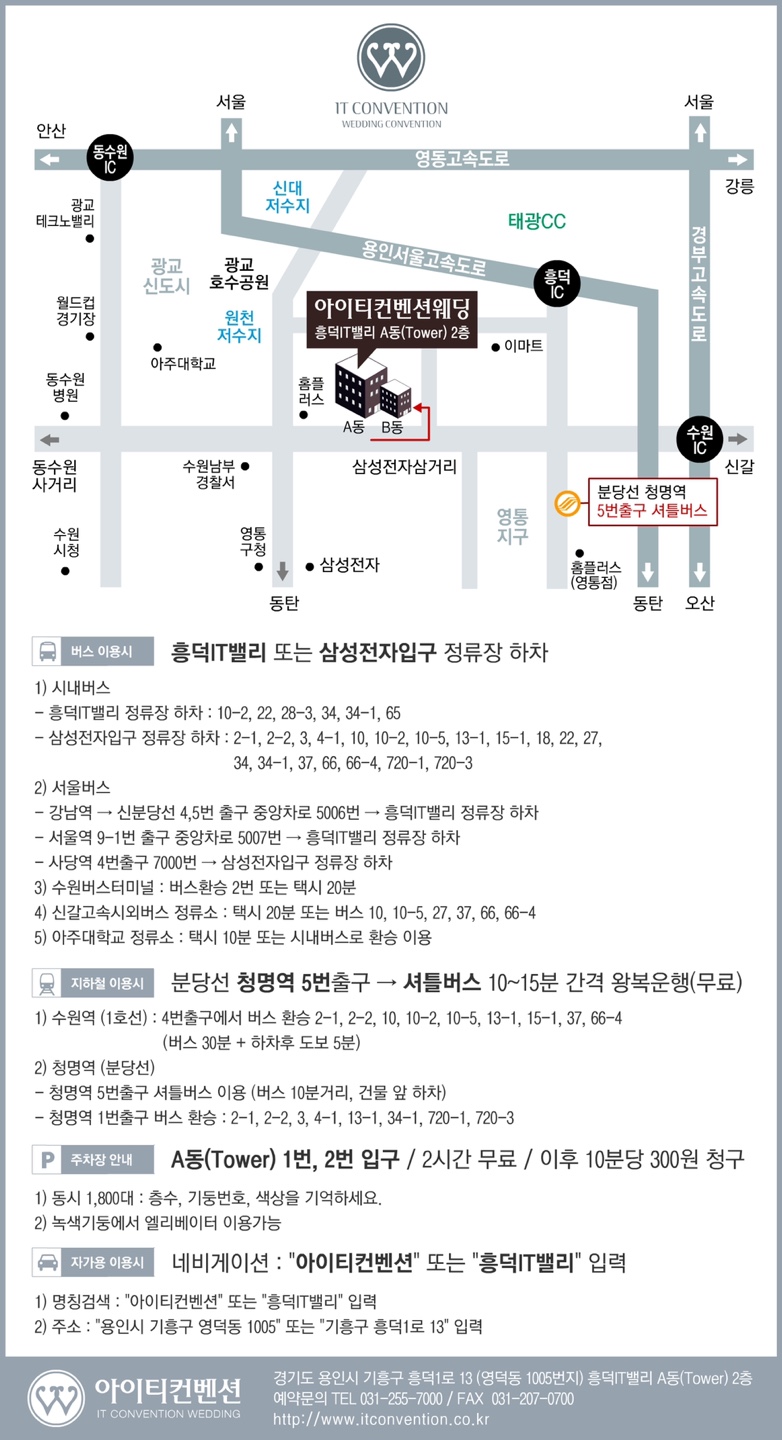 IT CONVENTION
WEDDING CONVENTION
서울
서울
안산
동수원
IC
영동고속도로
강릉
광교
테크노밸리
신대
저수지
태광CC
경부고속도로
용인서울고속도로
광교
신도시
광교
호수공원
흥덕
IC
월드컵
경기장
원천
저수지
아이티컨벤션웨딩
흥덕IT밸리 A동(Tower) 2층
아주대학교
이마트
동수원
병원
홈플
러스
A동
B동
수원
IC
동수원
사거리
수원남부
경찰서
삼성전자삼거리
신갈
분당선 청명역
5번출구 셔틀버스
영통
지구
수원
시청
영통
구청
삼성전자
홈플러스
(영통점)
동탄
동탄
오산
버스 이용시 흥덕IT밸리 또는 삼성전자입구 정류장 하차
1) 시내버스
- 흥덕IT밸리 정류장 하차 : 10-2, 22, 28-3, 34, 34-1, 65
- 삼성전자입구 정류장 하차 : 2-1, 2-2, 3, 4-1, 10, 10-2, 10-5, 13-1, 15-1, 18, 22, 27,
34, 34-1, 37, 66, 66-4, 720-1, 720-3
2) 서울버스
- 강남역 → 신분당선 4,5번 출구 중앙차로 5006번 → 흥덕IT밸리 정류장 하차
- 서울역 9-1번 출구 중앙차로 5007번 → 흥덕IT밸리 정류장 하차
- 사당역 4번출구 7000번 → 삼성전자입구 정류장 하차
3) 수원버스터미널 : 버스환승 2번 또는 택시 20분
4) 신갈고속시외버스 정류소 : 택시 20분 또는 버스 10, 10-5, 27, 37, 66, 66-4
5) 아주대학교 정류소 : 택시 10분 또는 시내버스로 환승 이용
지하철 이용시 분당선 청명역 5번출구 → 셔틀버스 10~15분 간격 왕복운행(무료)
1) 수원역 (1호선) : 4번출구에서 버스 환승 2-1, 2-2, 10, 10-2, 10-5, 13-1, 15-1, 37, 66-4
(버스 30분 + 하차후 도보 5분)
2) 청명역 (분당선)
- 청명역 5번출구 셔틀버스 이용 (버스 10분거리, 건물 앞 하차)
- 청명역 1번출구 버스 환승 : 2-1, 2-2, 3, 4-1, 13-1, 34-1, 720-1, 720-3
P 주차장 안내 A동(Tower) 1번, 2번 입구 / 2시간 무료 / 이후 10분당 300원 청구
1) 동시 1,800대 : 층수, 기둥번호, 색상을 기억하세요.
2) 녹색기둥에서 엘리베이터 이용가능
자가용 이용시 네비게이션 : "아이티컨벤션" 또는 "흥덕IT밸리" 입력
1) 명칭검색 : "아이티컨벤션" 또는 "흥덕IT밸리" 입력
2) 주소 : "용인시 기흥구 영덕동 1005" 또는 "기흥구 흥덕1로 13" 입력
아이티컨벤션
IT CONVENTION WEDDING
경기도 용인시 기흥구 흥덕1로 13 (영덕동 1005번지) 흥덕IT밸리 A동(Tower) 2층
예약문의 TEL 031-255-7000 / FAX 031-207-0700
http://www.itconvention.co.kr